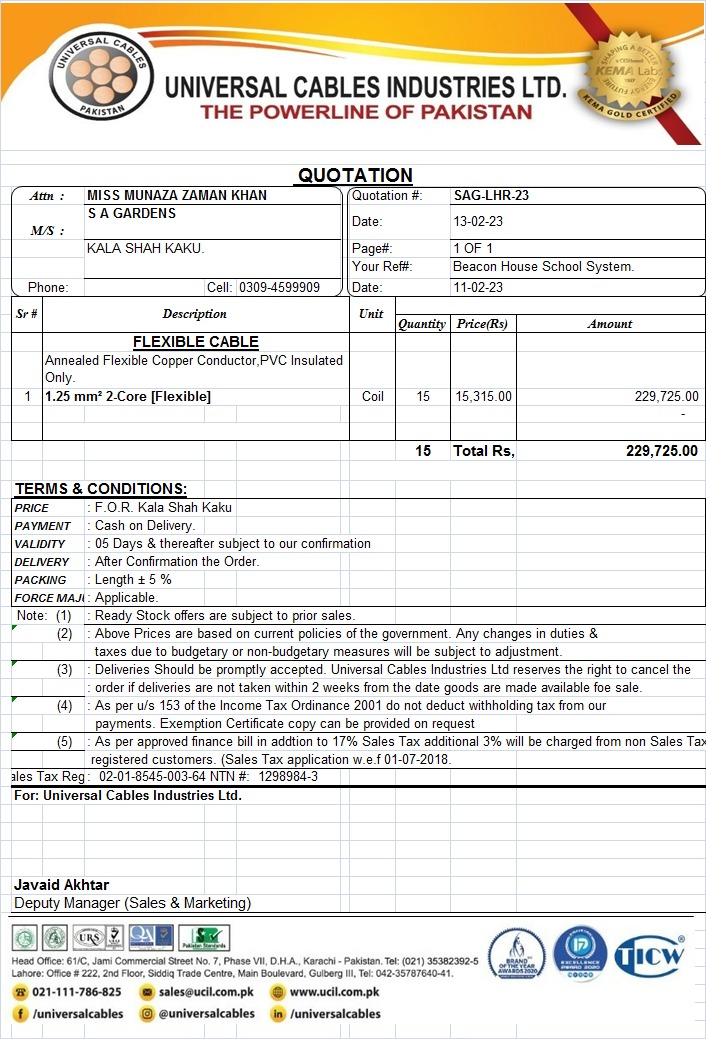 UNIVERSAL CABLES
PAKISTAN
UNIVERSAL CABLES INDUSTRIES LTD.
THE POWERLINE OF PAKISTAN
SHAPING A BETTER
KEMA Labs
KEMA GOLD CERTIFIED
QUOTATION
Attn : MISS MUNAZA ZAMAN KHAN
M/S : S A GARDENS
KALA SHAH KAKU.
Phone: Cell: 0309-4599909
Quotation #: SAG-LHR-23
Date: 13-02-23
Page#: 1 OF 1
Your Ref#: Beacon House School System.
Date: 11-02-23
Sr # Description Unit Quantity Price(Rs) Amount
FLEXIBLE CABLE
Annealed Flexible Copper Conductor,PVC Insulated
Only.
1 1.25 mm² 2-Core [Flexible] Coil 15 15,315.00 229,725.00
-
15 Total Rs, 229,725.00
TERMS & CONDITIONS:
PRICE : F.O.R. Kala Shah Kaku
PAYMENT : Cash on Delivery.
VALIDITY : 05 Days & thereafter subject to our confirmation
DELIVERY : After Confirmation the Order.
PACKING : Length ± 5 %
FORCE MAJ : Applicable.
Note: (1) : Ready Stock offers are subject to prior sales.
(2) : Above Prices are based on current policies of the government. Any changes in duties &
taxes due to budgetary or non-budgetary measures will be subject to adjustment.
(3) : Deliveries Should be promptly accepted. Universal Cables Industries Ltd reserves the right to cancel the
: order if deliveries are not taken within 2 weeks from the date goods are made available foe sale.
(4) : As per u/s 153 of the Income Tax Ordinance 2001 do not deduct withholding tax from our
payments. Exemption Certificate copy can be provided on request
(5) : As per approved finance bill in addtion to 17% Sales Tax additional 3% will be charged from non Sales Tax
registered customers. (Sales Tax application w.e.f 01-07-2018.
ales Tax Reg : 02-01-8545-003-64 NTN #: 1298984-3
For: Universal Cables Industries Ltd.
Javaid Akhtar
Deputy Manager (Sales & Marketing)
URS
QA
Pakistan Standards
Head Office: 61/C, Jami Commercial Street No. 7, Phase VII, D.H.A., Karachi - Pakistan. Tel: (021) 35382392-5
Lahore: Office # 222, 2nd Floor, Siddiq Trade Centre, Main Boulevard, Gulberg III, Tel: 042-35787640-41.
021-111-786-825 sales@ucil.com.pk www.ucil.com.pk
/universalcables @universalcables /universalcables
BRAND OF THE YEAR AWARDS 2020
17
EXCELLENCE AWARD 2020
TICW